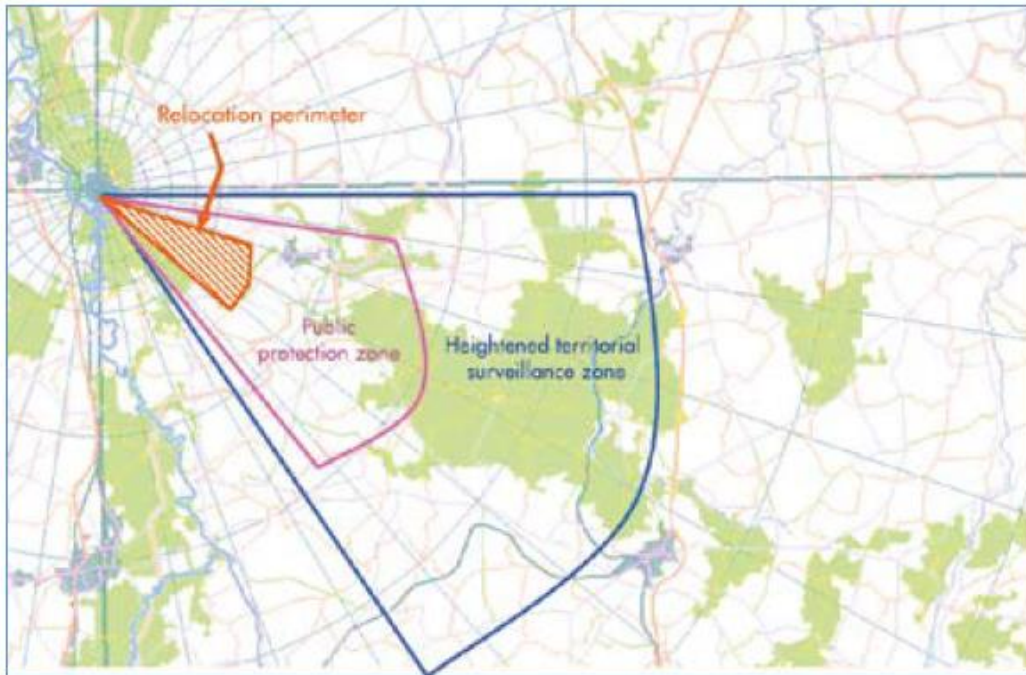 Relocation perimeter
Public
protection zone
Heightened territorial
surveillance zone